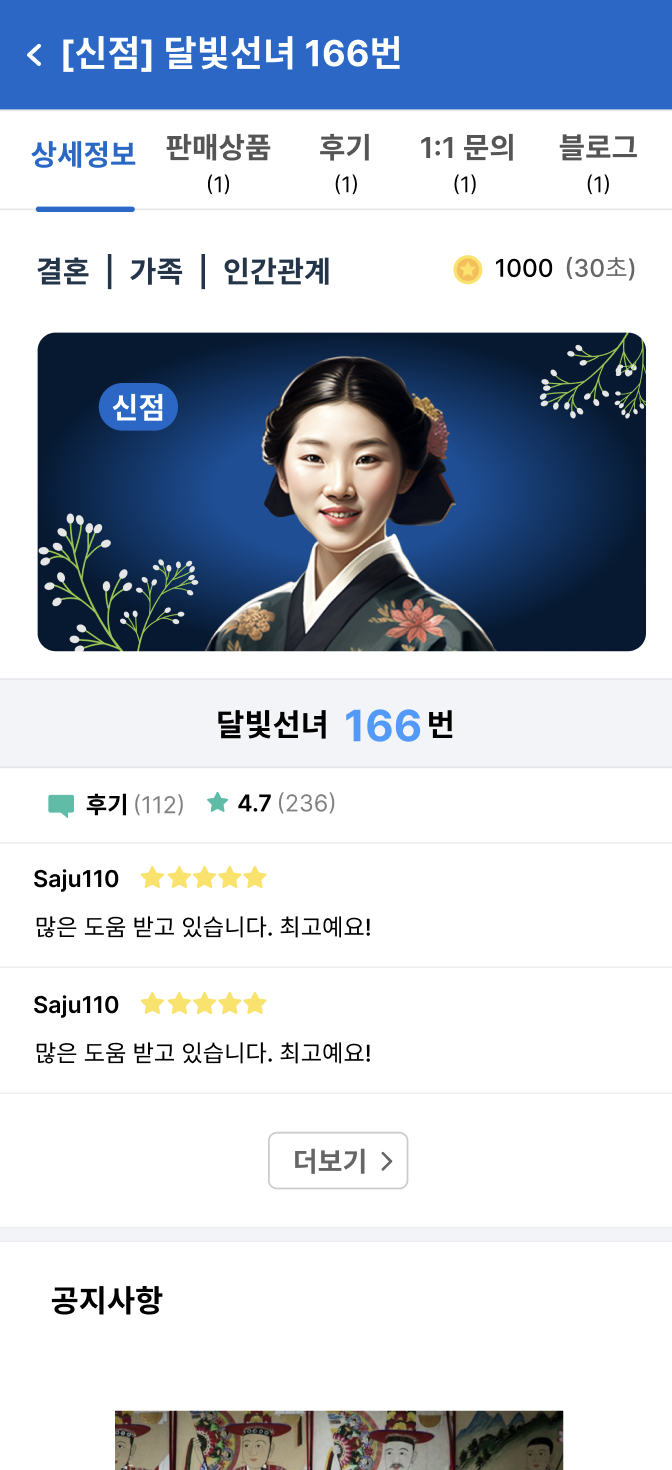 [신점] 달빛선녀 166번
상세정보 판매상품 후기 1:1 문의 블로그
(1) (1) (1) (1)
결혼 | 가족 | 인간관계 1000 (30초)
신점
달빛선녀 166번
후기 (112) 4.7 (236)
Saju110
많은 도움 받고 있습니다. 최고예요!
Saju110
많은 도움 받고 있습니다. 최고예요!
더보기
공지사항